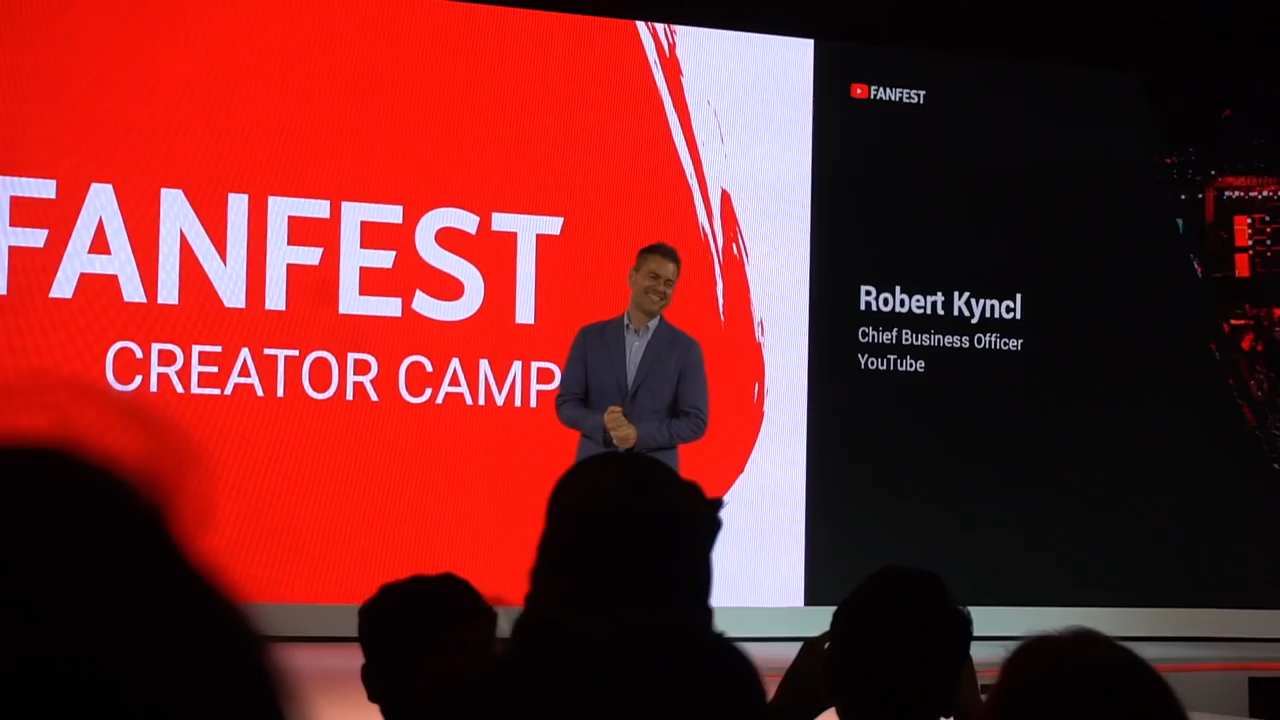 FANFEST
CREATOR CAMP
FANFEST
Robert Kyncl
Chief Business Officer
YouTube